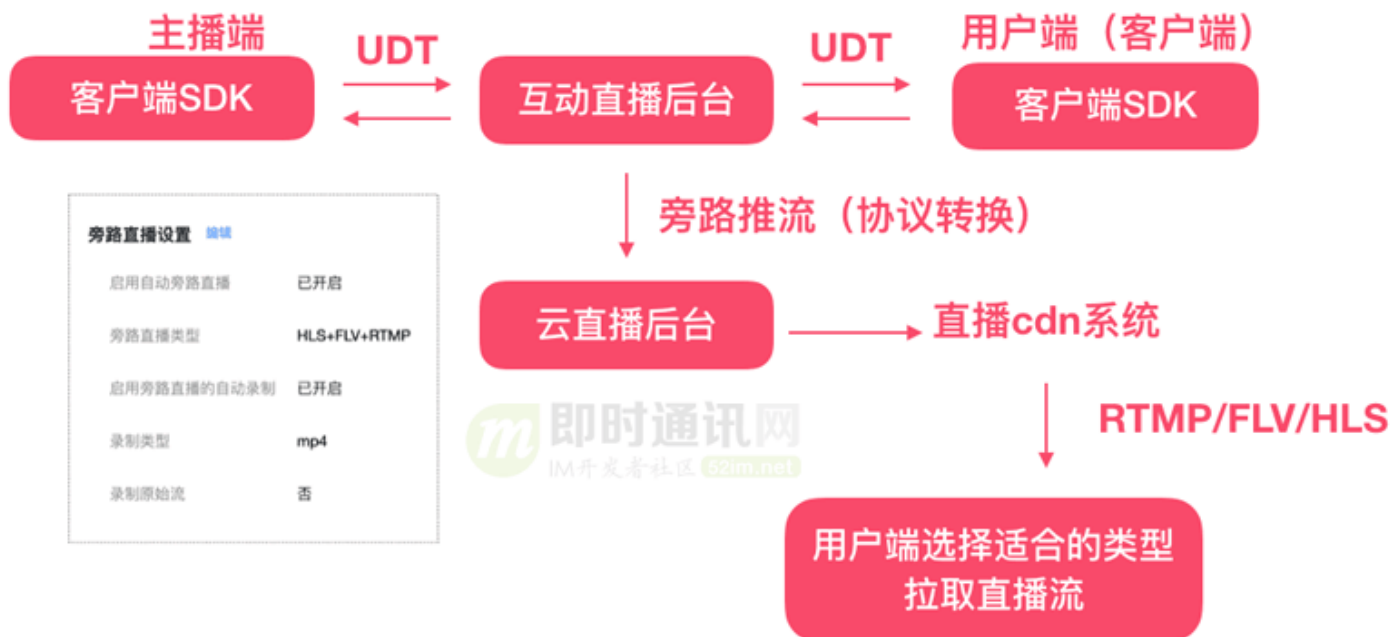 主播端
UDT
UDT
用户端（客户端）
客户端SDK
互动直播后台
客户端SDK
旁路推流（协议转换）
旁路直播设置 编辑
启用自动旁路直播 已开启
旁路直播类型 HLS+FLV+RTMP
启用旁路直播的自动录制 已开启
录制类型 mp4
录制原始流 否
云直播后台
直播cdn系统
RTMP/FLV/HLS
即时通讯网
IM开发者社区 52im.net
用户端选择适合的类型
拉取直播流